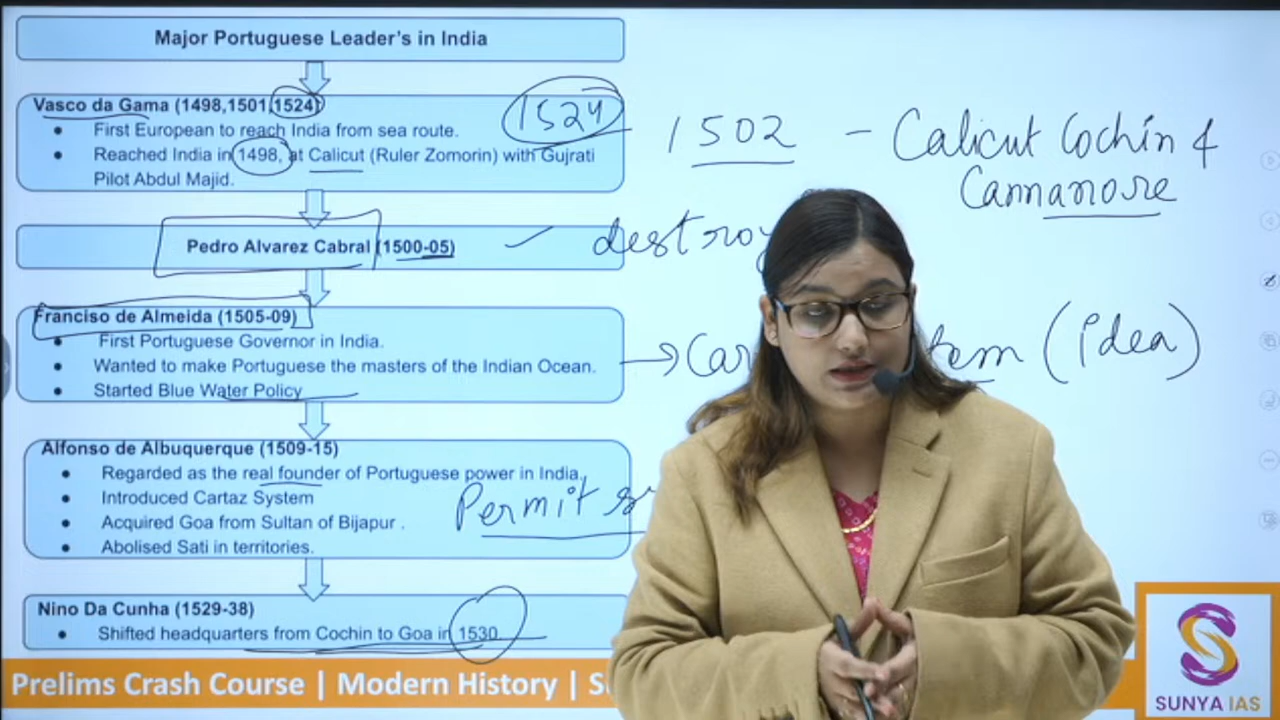 Major Portuguese Leader's in India
Vasco da Gama (1498,1501,1524)
First European to reach India from sea route.
Reached India in 1498, at Calicut (Ruler Zomorin) with Gujrati
Pilot Abdul Majid.
1524
1502 - Calicut Cochin &
Cannanore
Pedro Alvarez Cabral (1500-05)
destroy
Franciso de Almeida (1505-09)
First Portuguese Governor in India.
Wanted to make Portuguese the masters of the Indian Ocean.
Started Blue Water Policy
(idea)
Alfonso de Albuquerque (1509-15)
Regarded as the real founder of Portuguese power in India.
Introduced Cartaz System
Acquired Goa from Sultan of Bijapur .
Abolised Sati in territories.
Permit
Nino Da Cunha (1529-38)
Shifted headquarters from Cochin to Goa in 1530
Prelims Crash Course | Modern History |
SUNYA IAS